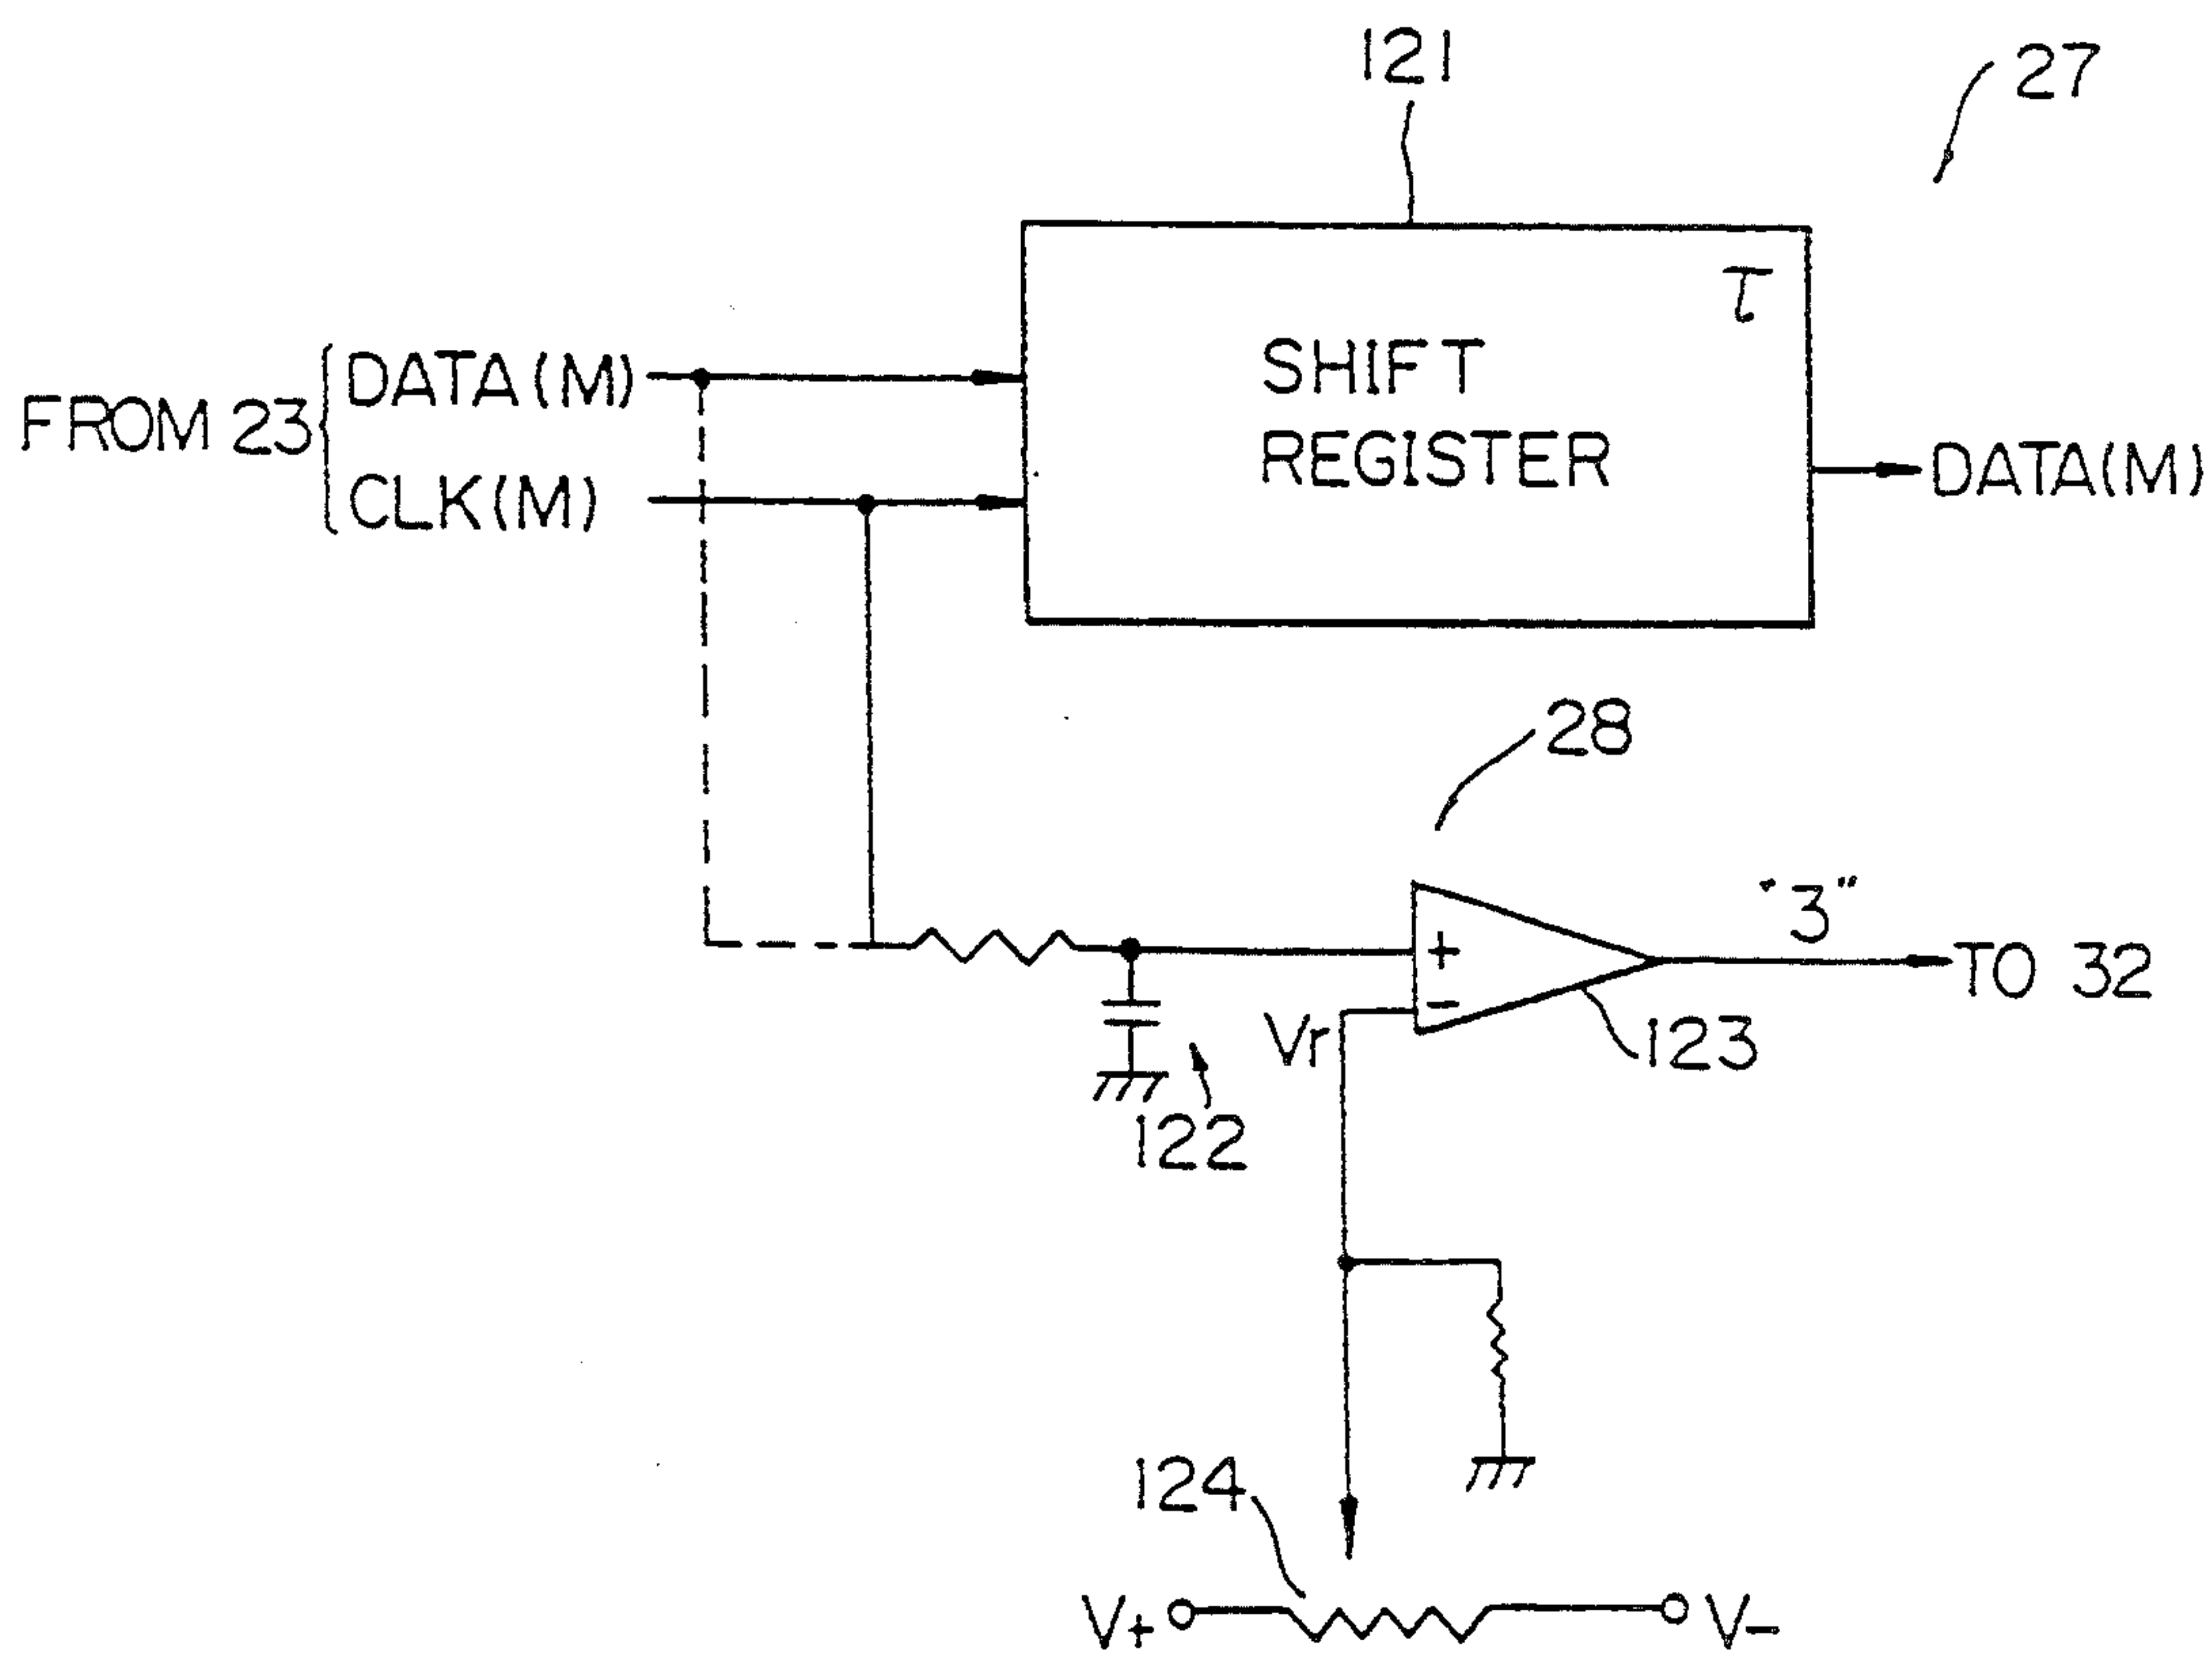 121
27
τ
SHIFT
REGISTER
FROM 23
DATA(M)
CLK(M)
DATA(M)
28
"3"
+
−
TO 32
Vr
123
122
124
V+
V−